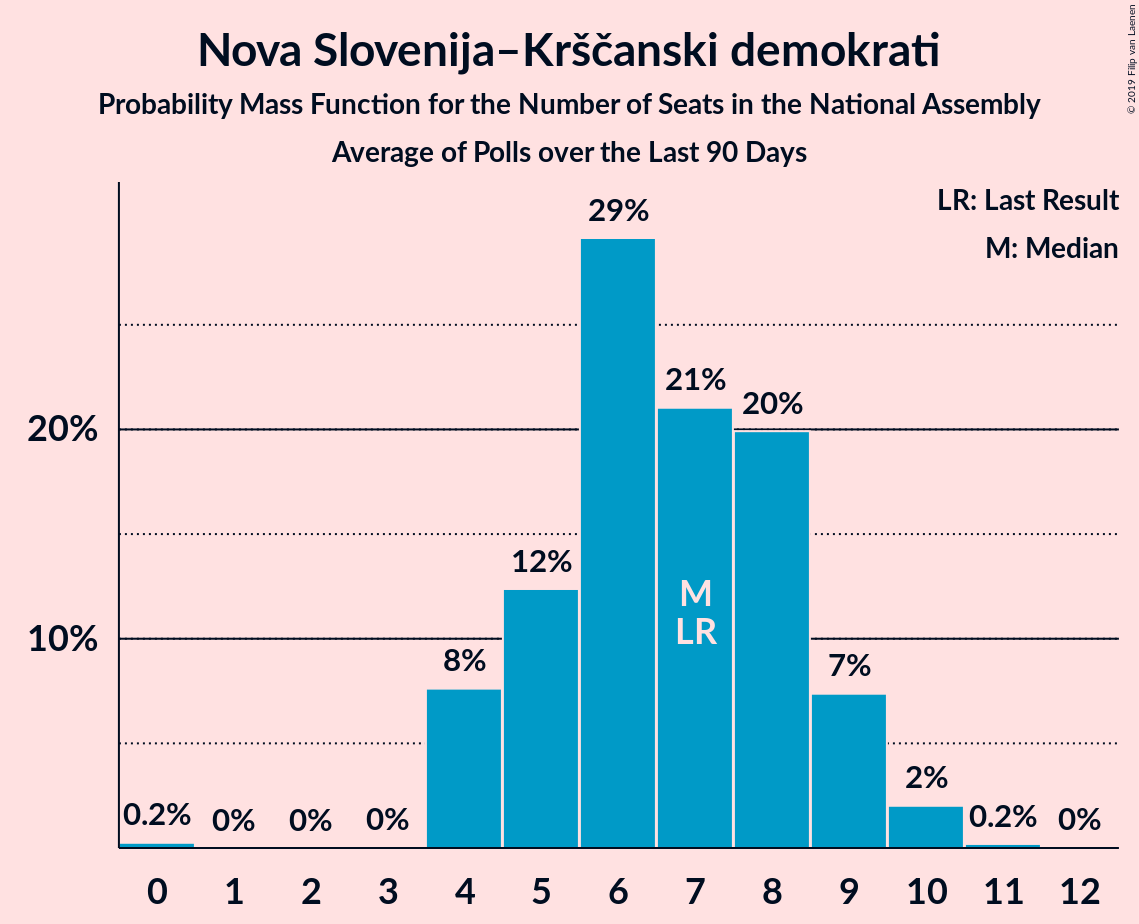 Nova Slovenija–Krščanski demokrati
Probability Mass Function for the Number of Seats in the National Assembly
Average of Polls over the Last 90 Days
© 2019 Filip van Laenen
LR: Last Result
M: Median
29%
21%
20%
20%
12%
M
LR
10%
8%
7%
2%
0.2%
0%
0%
0%
0.2%
0%
0 1 2 3 4 5 6 7 8 9 10 11 12